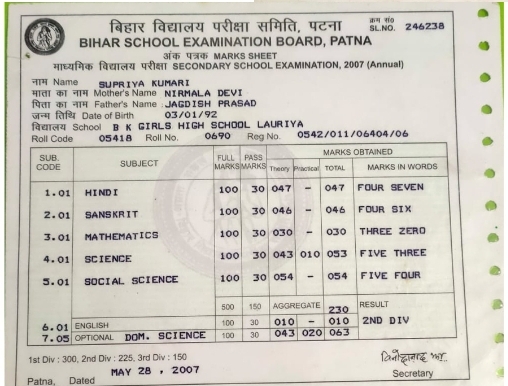 बिहार विद्यालय परीक्षा समिति, पटना
क्रम सं०
SL.NO. 246238
BIHAR SCHOOL EXAMINATION BOARD, PATNA
अंक पत्रक MARKS SHEET
माध्यमिक विद्यालय परीक्षा SECONDARY SCHOOL EXAMINATION, 2007 (Annual)
नाम Name SUPRIYA KUMARI
माता का नाम Mother's Name NIRMALA DEVI
पिता का नाम Father's Name JAGDISH PRASAD
जन्म तिथि Date of Birth 03/01/92
विद्यालय School B K GIRLS HIGH SCHOOL LAURIYA
Roll Code 05418 Roll No. 0690 Reg No. 0542/011/06404/06
SUB. CODE SUBJECT FULL MARKS PASS MARKS MARKS OBTAINED
Theory Practical TOTAL MARKS IN WORDS
1.01 HINDI 100 30 047 - 047 FOUR SEVEN
2.01 SANSKRIT 100 30 046 - 046 FOUR SIX
3.01 MATHEMATICS 100 30 030 - 030 THREE ZERO
4.01 SCIENCE 100 30 043 010 053 FIVE THREE
5.01 SOCIAL SCIENCE 100 30 054 - 054 FIVE FOUR
500 150 AGGREGATE 230 RESULT
6.01 ENGLISH 100 30 010 - 010 2ND DIV
7.05 OPTIONAL DOM. SCIENCE 100 30 043 020 063
1st Div : 300, 2nd Div : 225, 3rd Div : 150
Patna, Dated MAY 28 , 2007
Secretary